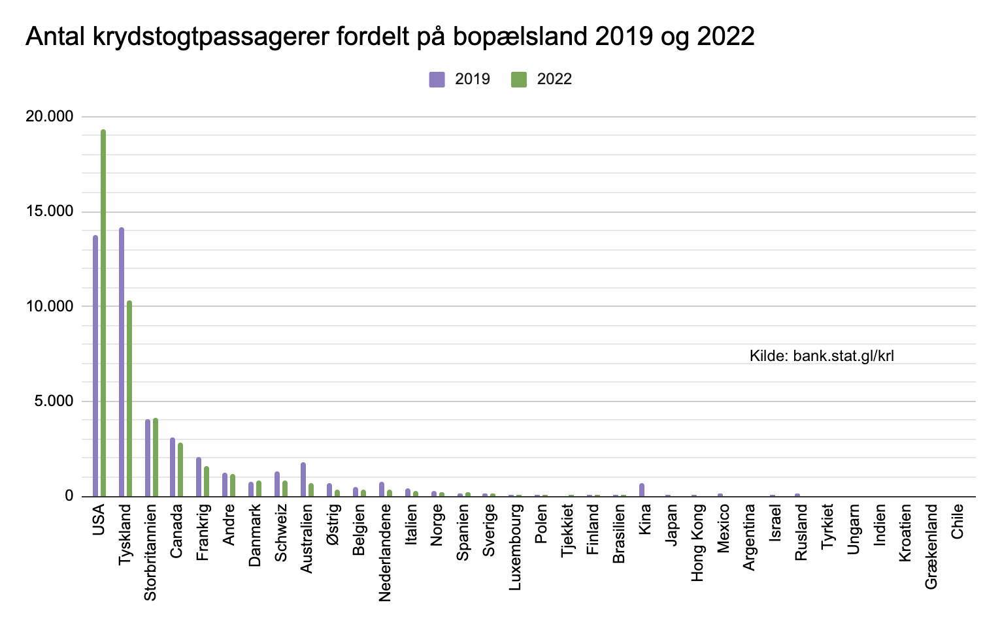 Antal krydstogtpassagerer fordelt på bopælsland 2019 og 2022
2019
2022
20.000
15.000
10.000
5.000
0
Kilde: bank.stat.gl/krl
USA
Tyskland
Storbritannien
Canada
Frankrig
Andre
Danmark
Schweiz
Australien
Østrig
Belgien
Nederlandene
Italien
Norge
Spanien
Sverige
Luxembourg
Polen
Tjekkiet
Finland
Brasilien
Kina
Japan
Hong Kong
Mexico
Argentina
Israel
Rusland
Tyrkiet
Ungarn
Indien
Kroatien
Grækenland
Chile